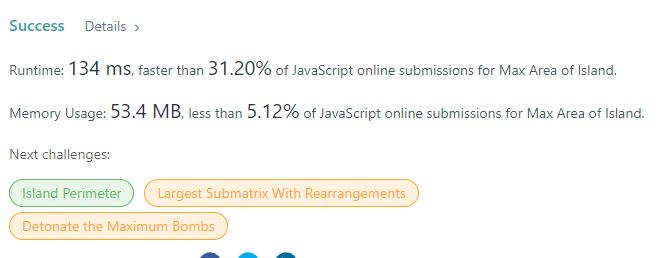 Success Details ›
Runtime: 134 ms, faster than 31.20% of JavaScript online submissions for Max Area of Island.
Memory Usage: 53.4 MB, less than 5.12% of JavaScript online submissions for Max Area of Island.
Next challenges:
Island Perimeter Largest Submatrix With Rearrangements
Detonate the Maximum Bombs